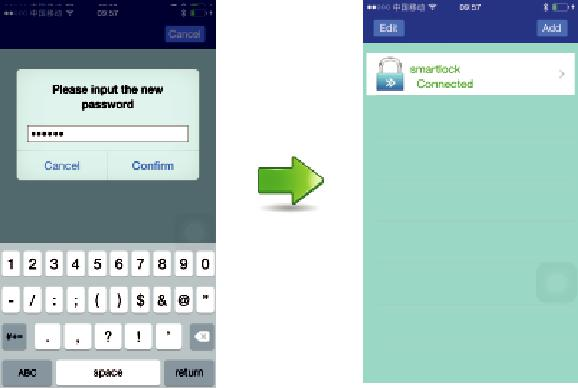 中国移动 09:57
Cancel
Please input the new
password
••••••
Cancel Confirm
1 2 3 4 5 6 7 8 9 0
- / : ; ( ) $ & @ "
#+= . , ? ! '
ABC space return
中国移动 09:57
Edit Add
smartlock
Connected